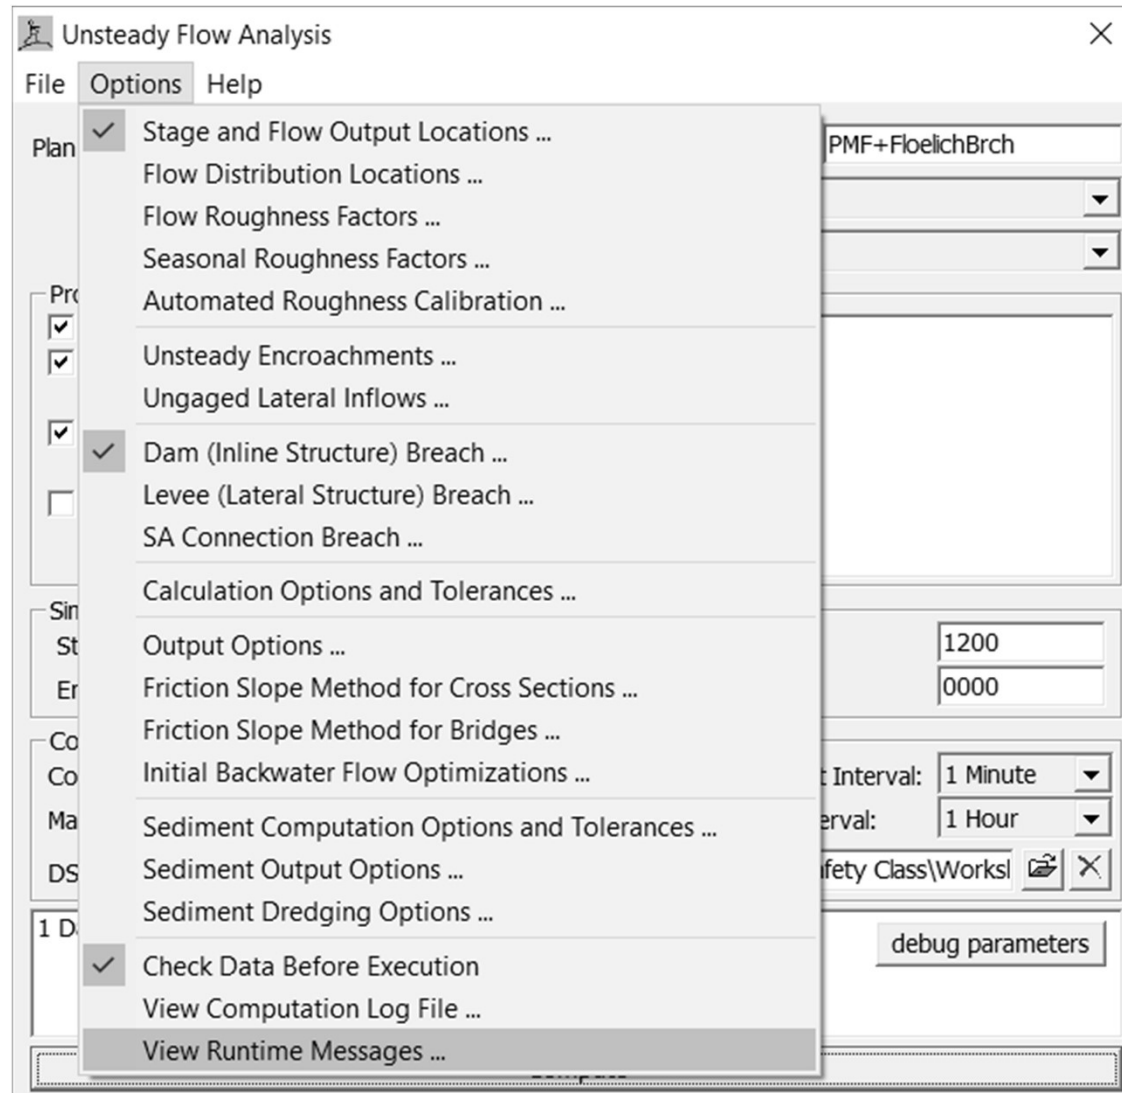 Unsteady Flow Analysis
File Options Help
Plan
PMF+FloelichBrch
Stage and Flow Output Locations ...
Flow Distribution Locations ...
Flow Roughness Factors ...
Seasonal Roughness Factors ...
Automated Roughness Calibration ...
Unsteady Encroachments ...
Ungaged Lateral Inflows ...
Dam (Inline Structure) Breach ...
Levee (Lateral Structure) Breach ...
SA Connection Breach ...
Calculation Options and Tolerances ...
Output Options ...
1200
Friction Slope Method for Cross Sections ...
0000
Friction Slope Method for Bridges ...
Initial Backwater Flow Optimizations ...
t Interval: 1 Minute
Sediment Computation Options and Tolerances ...
erval: 1 Hour
Sediment Output Options ...
DS
fety Class\Worksl
Sediment Dredging Options ...
1 Da
debug parameters
Check Data Before Execution
View Computation Log File ...
View Runtime Messages ...